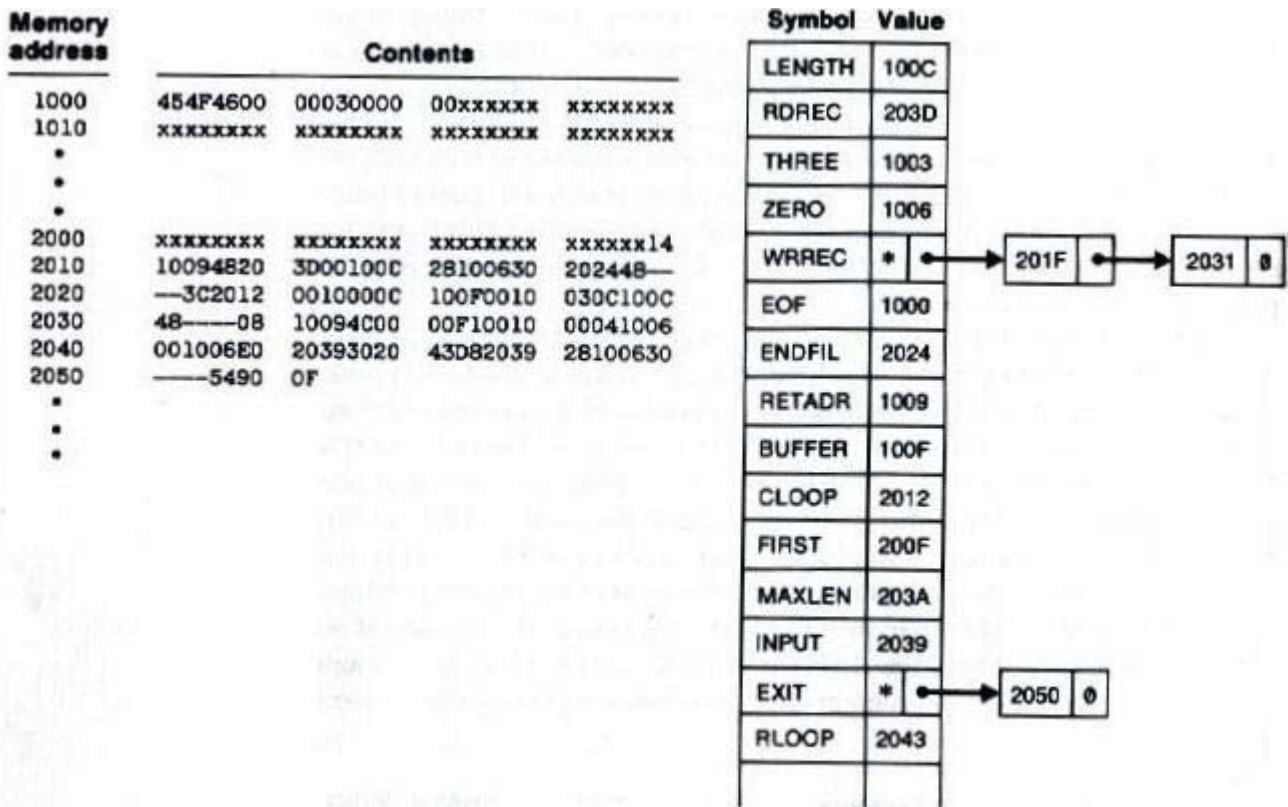 Memory address Contents
1000 454F4600 00030000 00xxxxxx xxxxxxxx
1010 xxxxxxxx xxxxxxxx xxxxxxxx xxxxxxxx
2000 xxxxxxxx xxxxxxxx xxxxxxxx xxxxxx14
2010 10094820 3D00100C 28100630 202448--
2020 --3C2012 0010000C 100F0010 030C100C
2030 48----08 10094C00 00F10010 00041006
2040 001006E0 20393020 43D82039 28100630
2050 ----5490 0F
Symbol Value
LENGTH 100C
RDREC 203D
THREE 1003
ZERO 1006
WRREC * 201F 2031 0
EOF 1000
ENDFIL 2024
RETADR 1009
BUFFER 100F
CLOOP 2012
FIRST 200F
MAXLEN 203A
INPUT 2039
EXIT * 2050 0
RLOOP 2043